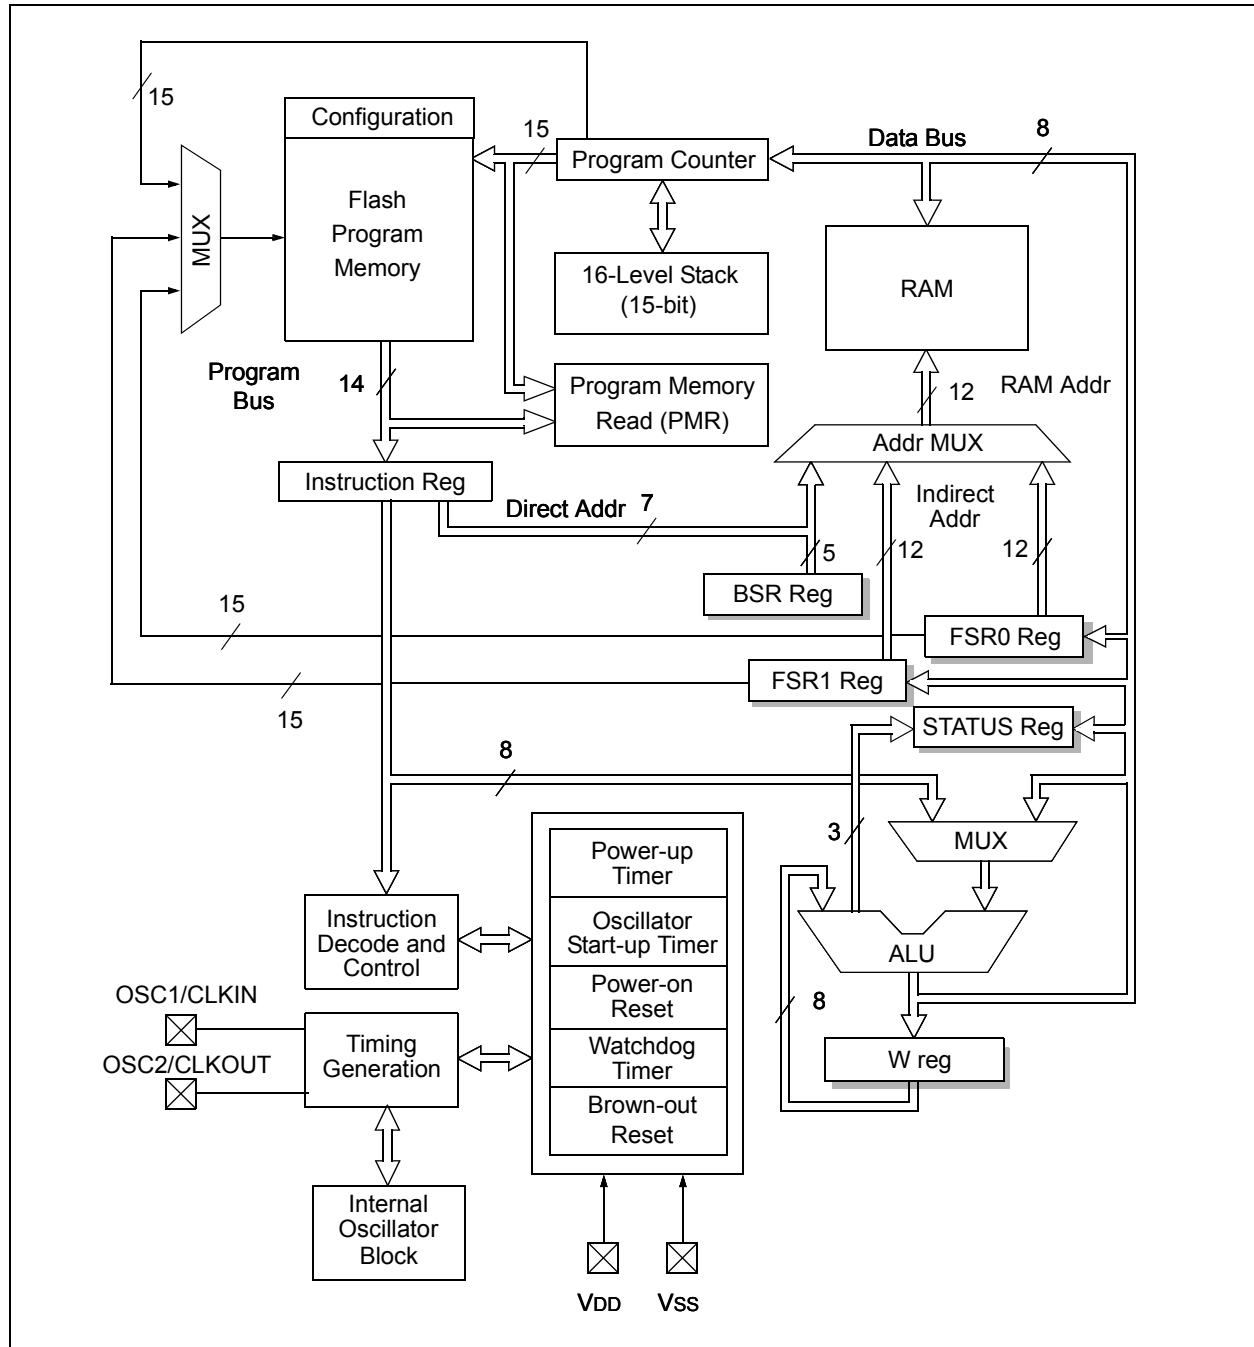 15
Configuration
15
Program Counter
Data Bus
8
MUX
Flash
Program
Memory
16-Level Stack
(15-bit)
RAM
Program
Bus
14
Program Memory
Read (PMR)
12
RAM Addr
Addr MUX
Instruction Reg
Direct Addr
7
Indirect
Addr
5
12
12
BSR Reg
15
FSR0 Reg
15
FSR1 Reg
STATUS Reg
8
3
MUX
Power-up
Timer
Instruction
Decode and
Control
Oscillator
Start-up Timer
ALU
OSC1/CLKIN
Power-on
Reset
8
OSC2/CLKOUT
Timing
Generation
Watchdog
Timer
W reg
Brown-out
Reset
Internal
Oscillator
Block
VDD
VSS